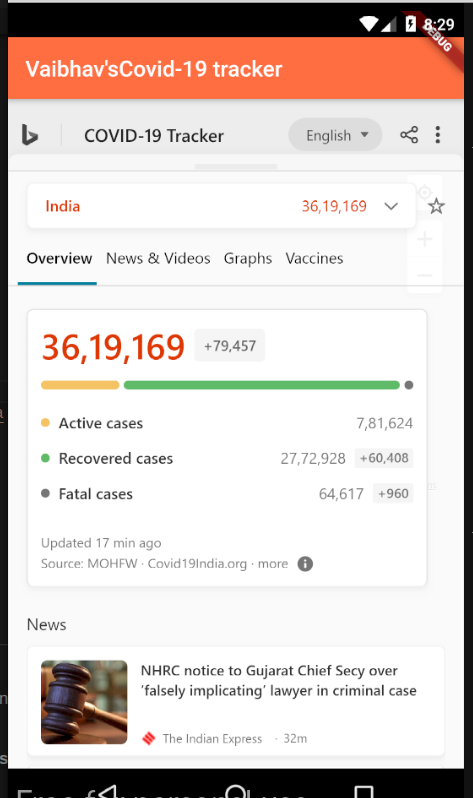 8:29
DEBUG
Vaibhav'sCovid-19 tracker
COVID-19 Tracker
English
India 36,19,169
Overview News & Videos Graphs Vaccines
36,19,169 +79,457
Active cases 7,81,624
Recovered cases 27,72,928 +60,408
Fatal cases 64,617 +960
Updated 17 min ago
Source: MOHFW · Covid19India.org · more
News
NHRC notice to Gujarat Chief Secy over
‘falsely implicating’ lawyer in criminal case
The Indian Express · 32m